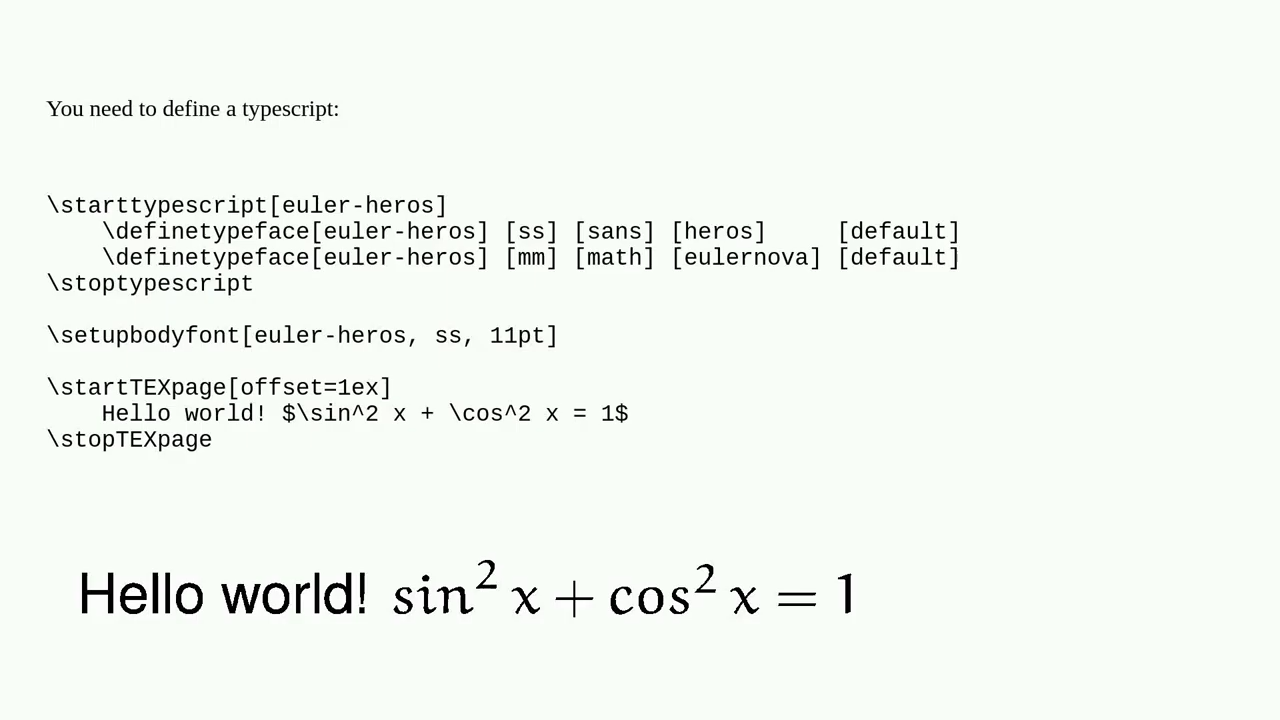 You need to define a typescript:
\starttypescript[euler-heros]
    \definetypeface[euler-heros] [ss] [sans] [heros]     [default]
    \definetypeface[euler-heros] [mm] [math] [eulernova] [default]
\stoptypescript
\setupbodyfont[euler-heros, ss, 11pt]
\startTEXpage[offset=1ex]
    Hello world! $\sin^2 x + \cos^2 x = 1$
\stopTEXpage
Hello world! sin² x + cos² x = 1